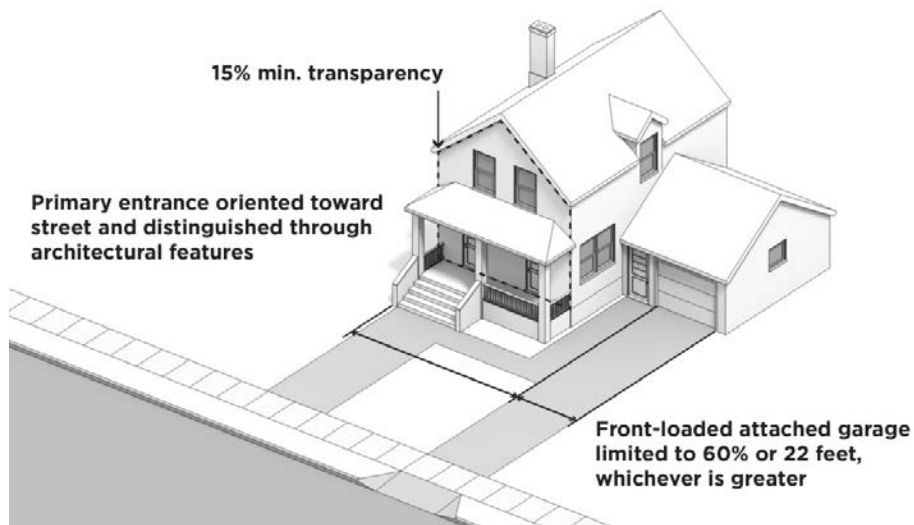 15% min. transparency
Primary entrance oriented toward
street and distinguished through
architectural features
Front-loaded attached garage
limited to 60% or 22 feet,
whichever is greater